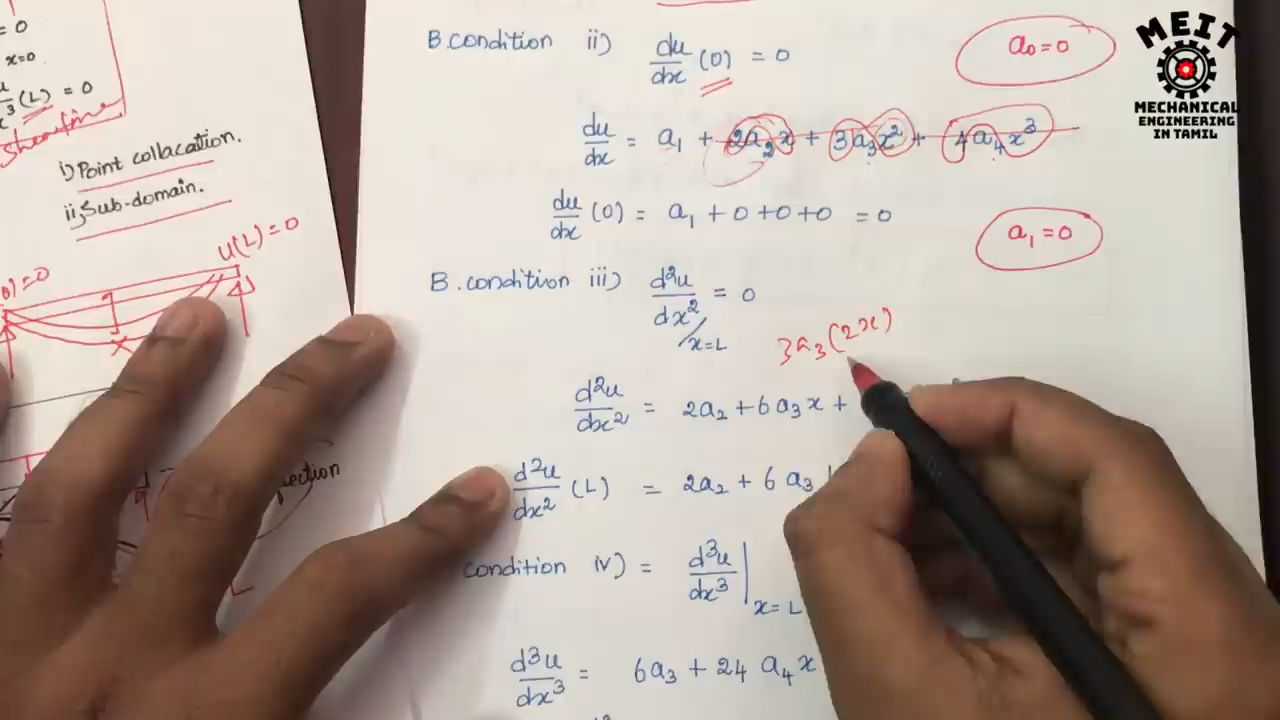 = 0
x=0
(L) = 0
i) Point collacation.
ii, Sub-domain.
U(L)=0
=0
B.condition ii) du/dx (0) = 0
a₀=0
du/dx = a₁ + 2a₂x + 3a₃x² + 4a₄x³
du/dx (0) = a₁ + 0 + 0 + 0 = 0
a₁ = 0
B.condition iii) d²u/dx² /x=L = 0
3a₃(2x)
d²u/dx² = 2a₂ + 6a₃x +
d²u/dx² (L) = 2a₂ + 6a₃
condition iv) = d³u/dx³ |x=L
d³u/dx³ = 6a₃ + 24 a₄x
MEIT
MECHANICAL
ENGINEERING
IN TAMIL